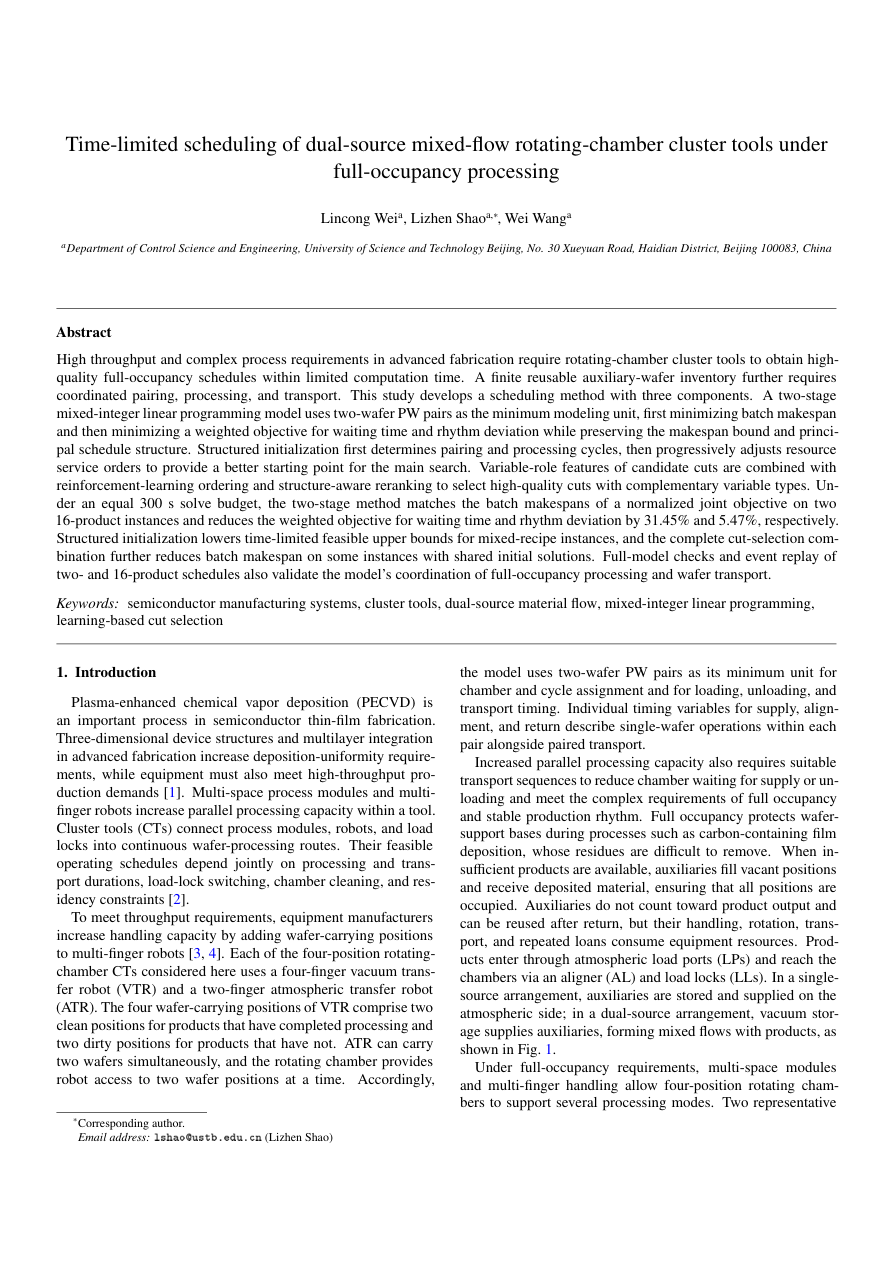 Time-limited scheduling of dual-source mixed-flow rotating-chamber cluster tools under
full-occupancy processing
Lincong Weiᵃ, Lizhen Shaoᵃ,*, Wei Wangᵃ
ᵃDepartment of Control Science and Engineering, University of Science and Technology Beijing, No. 30 Xueyuan Road, Haidian District, Beijing 100083, China
Abstract
High throughput and complex process requirements in advanced fabrication require rotating-chamber cluster tools to obtain high-
quality full-occupancy schedules within limited computation time. A finite reusable auxiliary-wafer inventory further requires
coordinated pairing, processing, and transport. This study develops a scheduling method with three components. A two-stage
mixed-integer linear programming model uses two-wafer PW pairs as the minimum modeling unit, first minimizing batch makespan
and then minimizing a weighted objective for waiting time and rhythm deviation while preserving the makespan bound and princi-
pal schedule structure. Structured initialization first determines pairing and processing cycles, then progressively adjusts resource
service orders to provide a better starting point for the main search. Variable-role features of candidate cuts are combined with
reinforcement-learning ordering and structure-aware reranking to select high-quality cuts with complementary variable types. Un-
der an equal 300 s solve budget, the two-stage method matches the batch makespans of a normalized joint objective on two
16-product instances and reduces the weighted objective for waiting time and rhythm deviation by 31.45% and 5.47%, respectively.
Structured initialization lowers time-limited feasible upper bounds for mixed-recipe instances, and the complete cut-selection com-
bination further reduces batch makespan on some instances with shared initial solutions. Full-model checks and event replay of
two- and 16-product schedules also validate the model's coordination of full-occupancy processing and wafer transport.
Keywords: semiconductor manufacturing systems, cluster tools, dual-source material flow, mixed-integer linear programming,
learning-based cut selection
1. Introduction
Plasma-enhanced chemical vapor deposition (PECVD) is
an important process in semiconductor thin-film fabrication.
Three-dimensional device structures and multilayer integration
in advanced fabrication increase deposition-uniformity require-
ments, while equipment must also meet high-throughput pro-
duction demands [1]. Multi-space process modules and multi-
finger robots increase parallel processing capacity within a tool.
Cluster tools (CTs) connect process modules, robots, and load
locks into continuous wafer-processing routes. Their feasible
operating schedules depend jointly on processing and trans-
port durations, load-lock switching, chamber cleaning, and res-
idency constraints [2].
To meet throughput requirements, equipment manufacturers
increase handling capacity by adding wafer-carrying positions
to multi-finger robots [3, 4]. Each of the four-position rotating-
chamber CTs considered here uses a four-finger vacuum trans-
fer robot (VTR) and a two-finger atmospheric transfer robot
(ATR). The four wafer-carrying positions of VTR comprise two
clean positions for products that have completed processing and
two dirty positions for products that have not. ATR can carry
two wafers simultaneously, and the rotating chamber provides
robot access to two wafer positions at a time. Accordingly,
*Corresponding author.
Email address: lshao@ustb.edu.cn (Lizhen Shao)
the model uses two-wafer PW pairs as its minimum unit for
chamber and cycle assignment and for loading, unloading, and
transport timing. Individual timing variables for supply, align-
ment, and return describe single-wafer operations within each
pair alongside paired transport.
Increased parallel processing capacity also requires suitable
transport sequences to reduce chamber waiting for supply or un-
loading and meet the complex requirements of full occupancy
and stable production rhythm. Full occupancy protects wafer-
support bases during processes such as carbon-containing film
deposition, whose residues are difficult to remove. When in-
sufficient products are available, auxiliaries fill vacant positions
and receive deposited material, ensuring that all positions are
occupied. Auxiliaries do not count toward product output and
can be reused after return, but their handling, rotation, trans-
port, and repeated loans consume equipment resources. Prod-
ucts enter through atmospheric load ports (LPs) and reach the
chambers via an aligner (AL) and load locks (LLs). In a single-
source arrangement, auxiliaries are stored and supplied on the
atmospheric side; in a dual-source arrangement, vacuum stor-
age supplies auxiliaries, forming mixed flows with products, as
shown in Fig. 1.
Under full-occupancy requirements, multi-space modules
and multi-finger handling allow four-position rotating cham-
bers to support several processing modes. Two representative